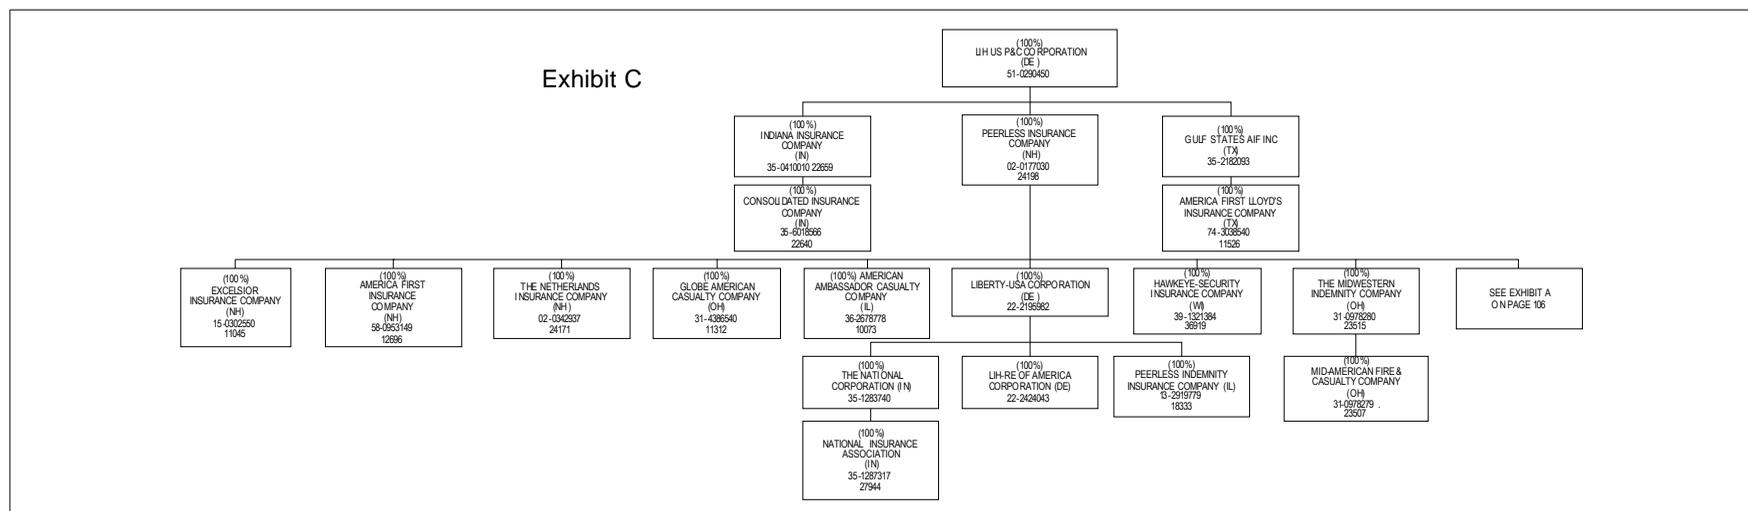 Exhibit C
(100%)
LIH US P&C CORPORATION
(DE)
51-0290450
(100%)
INDIANA INSURANCE
COMPANY
(IN)
35-0410010 22659
(100%)
PEERLESS INSURANCE
COMPANY
(NH)
02-0177030
24198
(100%)
GULF STATES AIF INC
(TX)
35-2182093
(100%)
CONSOLIDATED INSURANCE
COMPANY
(IN)
35-6018566
22640
(100%)
AMERICA FIRST LLOYD'S
INSURANCE COMPANY
(TX)
74-3038540
11526
(100%)
EXCELSIOR
INSURANCE COMPANY
(NH)
15-0302550
11045
(100%)
AMERICA FIRST
INSURANCE
COMPANY
(NH)
58-0953149
12696
(100%)
THE NETHERLANDS
INSURANCE COMPANY
(NH)
02-0342937
24171
(100%)
GLOBE AMERICAN
CASUALTY COMPANY
(OH)
31-4386540
11312
(100%) AMERICAN
AMBASSADOR CASUALTY
COMPANY
(IL)
36-2678778
10073
(100%)
LIBERTY-USA CORPORATION
(DE)
22-2195982
(100%)
HAWKEYE-SECURITY
INSURANCE COMPANY
(WI)
39-1321384
36919
(100%)
THE MIDWESTERN
INDEMNITY COMPANY
(OH)
31-0978280
23515
SEE EXHIBIT A
ON PAGE 106
(100%)
THE NATIONAL
CORPORATION (IN)
35-1283740
(100%)
LIH-RE OF AMERICA
CORPORATION (DE)
22-2424043
(100%)
PEERLESS INDEMNITY
INSURANCE COMPANY (IL)
13-2919779
18333
(100%)
MID-AMERICAN FIRE &
CASUALTY COMPANY
(OH)
31-0978279 .
23507
(100%)
NATIONAL INSURANCE
ASSOCIATION
(IN)
35-1287317
27944